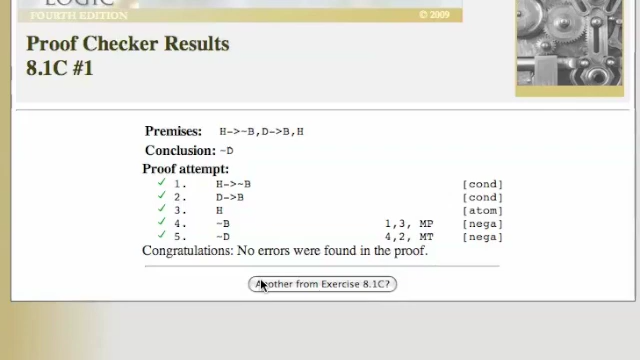 LOGIC
FOURTH EDITION
© 2009
Proof Checker Results
8.1C #1
Premises: H->~B,D->B,H
Conclusion: ~D
Proof attempt:
✓ 1. H->~B [cond]
✓ 2. D->B [cond]
✓ 3. H [atom]
✓ 4. ~B 1,3, MP [nega]
✓ 5. ~D 4,2, MT [nega]
Congratulations: No errors were found in the proof.
Another from Exercise 8.1C?